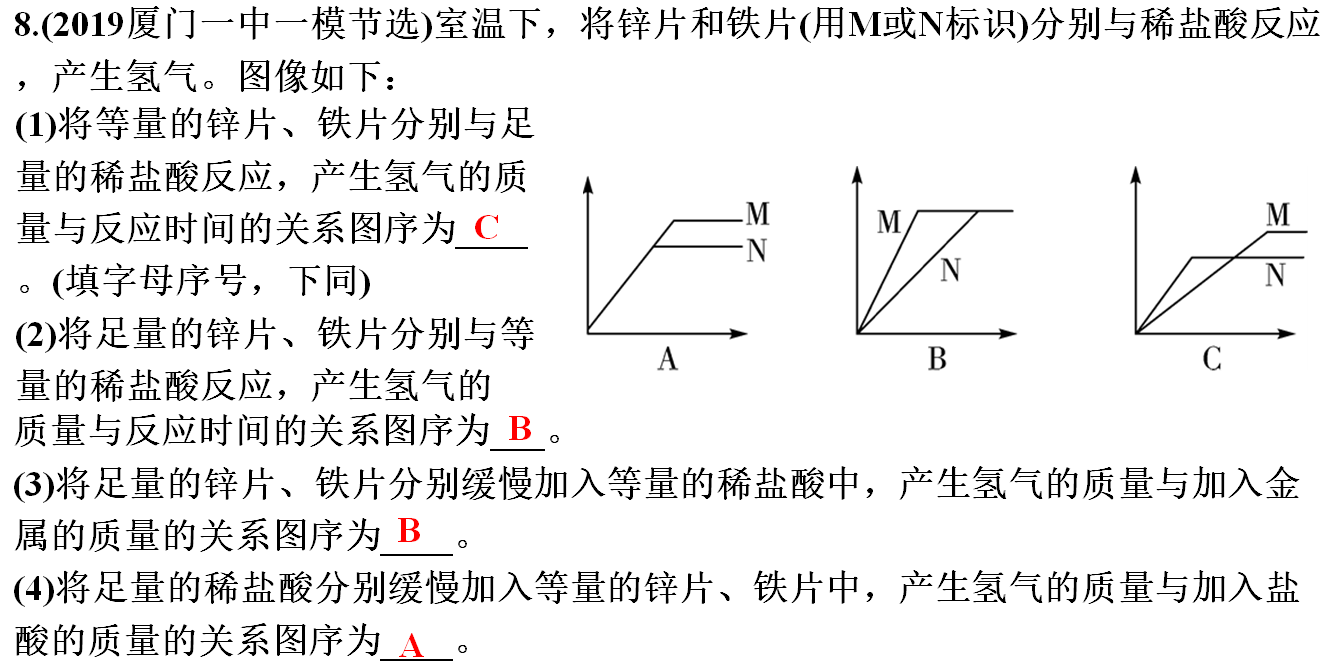 8.(2019厦门一中一模节选)室温下，将锌片和铁片(用M或N标识)分别与稀盐酸反应
，产生氢气。图像如下：
(1)将等量的锌片、铁片分别与足
量的稀盐酸反应，产生氢气的质
量与反应时间的关系图序为 C
。(填字母序号，下同)
(2)将足量的锌片、铁片分别与等
量的稀盐酸反应，产生氢气的
质量与反应时间的关系图序为 B 。
(3)将足量的锌片、铁片分别缓慢加入等量的稀盐酸中，产生氢气的质量与加入金
属的质量的关系图序为 B 。
(4)将足量的稀盐酸分别缓慢加入等量的锌片、铁片中，产生氢气的质量与加入盐
酸的质量的关系图序为 A 。
M
N
A
M
N
B
M
N
C